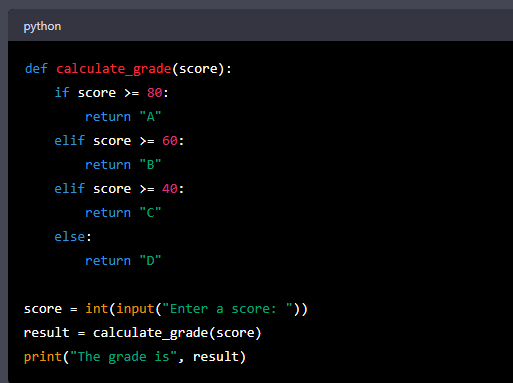 python
def calculate_grade(score):
    if score >= 80:
        return "A"
    elif score >= 60:
        return "B"
    elif score >= 40:
        return "C"
    else:
        return "D"

score = int(input("Enter a score: "))
result = calculate_grade(score)
print("The grade is", result)